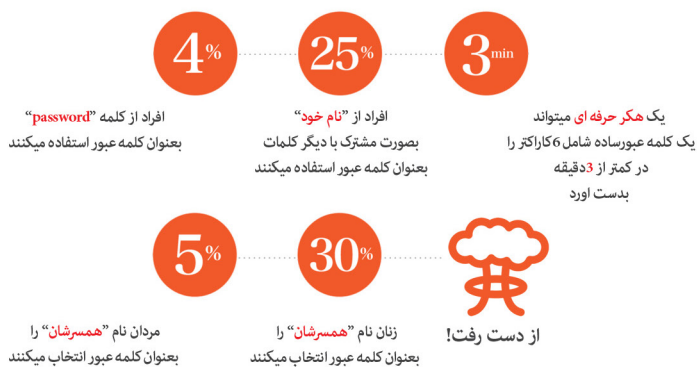 3 min
یک هکر حرفه ای میتواند
یک کلمه عبورساده شامل 6کاراکتر را
در کمتر از 3دقیقه
بدست اورد
25%
افراد از "نام خود"
بصورت مشترک با دیگر کلمات
بعنوان کلمه عبور استفاده میکنند
4%
افراد از کلمه "password"
بعنوان کلمه عبور استفاده میکنند
از دست رفت!
30%
زنان نام "همسرشان" را
بعنوان کلمه عبور انتخاب میکنند
5%
مردان نام "همسرشان" را
بعنوان کلمه عبور انتخاب میکنند